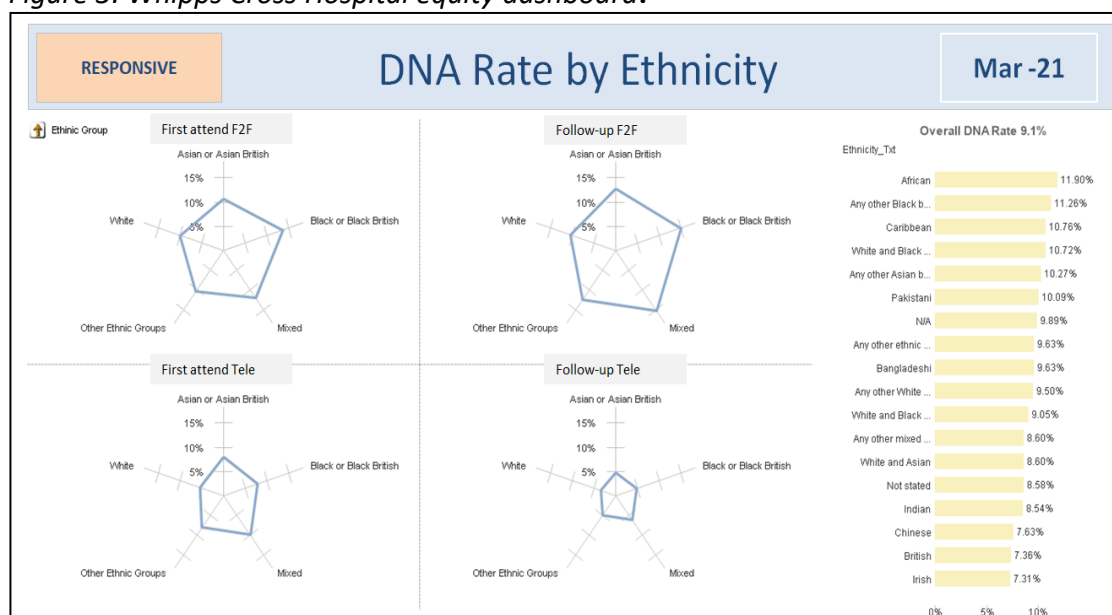 Figure 3: Whipps Cross Hospital equity dashboard.
RESPONSIVE
DNA Rate by Ethnicity
Mar -21
Ethinic Group
First attend F2F
Asian or Asian British
15%
10%
5%
White
Black or Black British
Other Ethnic Groups
Mixed
Follow-up F2F
Asian or Asian British
15%
10%
5%
White
Black or Black British
Other Ethnic Groups
Mixed
First attend Tele
Asian or Asian British
15%
10%
5%
White
Black or Black British
Other Ethnic Groups
Mixed
Follow-up Tele
Asian or Asian British
15%
10%
5%
White
Black or Black British
Other Ethnic Groups
Mixed
Overall DNA Rate 9.1%
Ethnicity_Txt
African 11.90%
Any other Black b... 11.26%
Caribbean 10.76%
White and Black ... 10.72%
Any other Asian b... 10.27%
Pakistani 10.09%
N/A 9.89%
Any other ethnic ... 9.63%
Bangladeshi 9.63%
Any other White ... 9.50%
White and Black ... 9.05%
Any other mixed ... 8.60%
White and Asian 8.60%
Not stated 8.58%
Indian 8.54%
Chinese 7.63%
British 7.36%
Irish 7.31%
0% 5% 10%